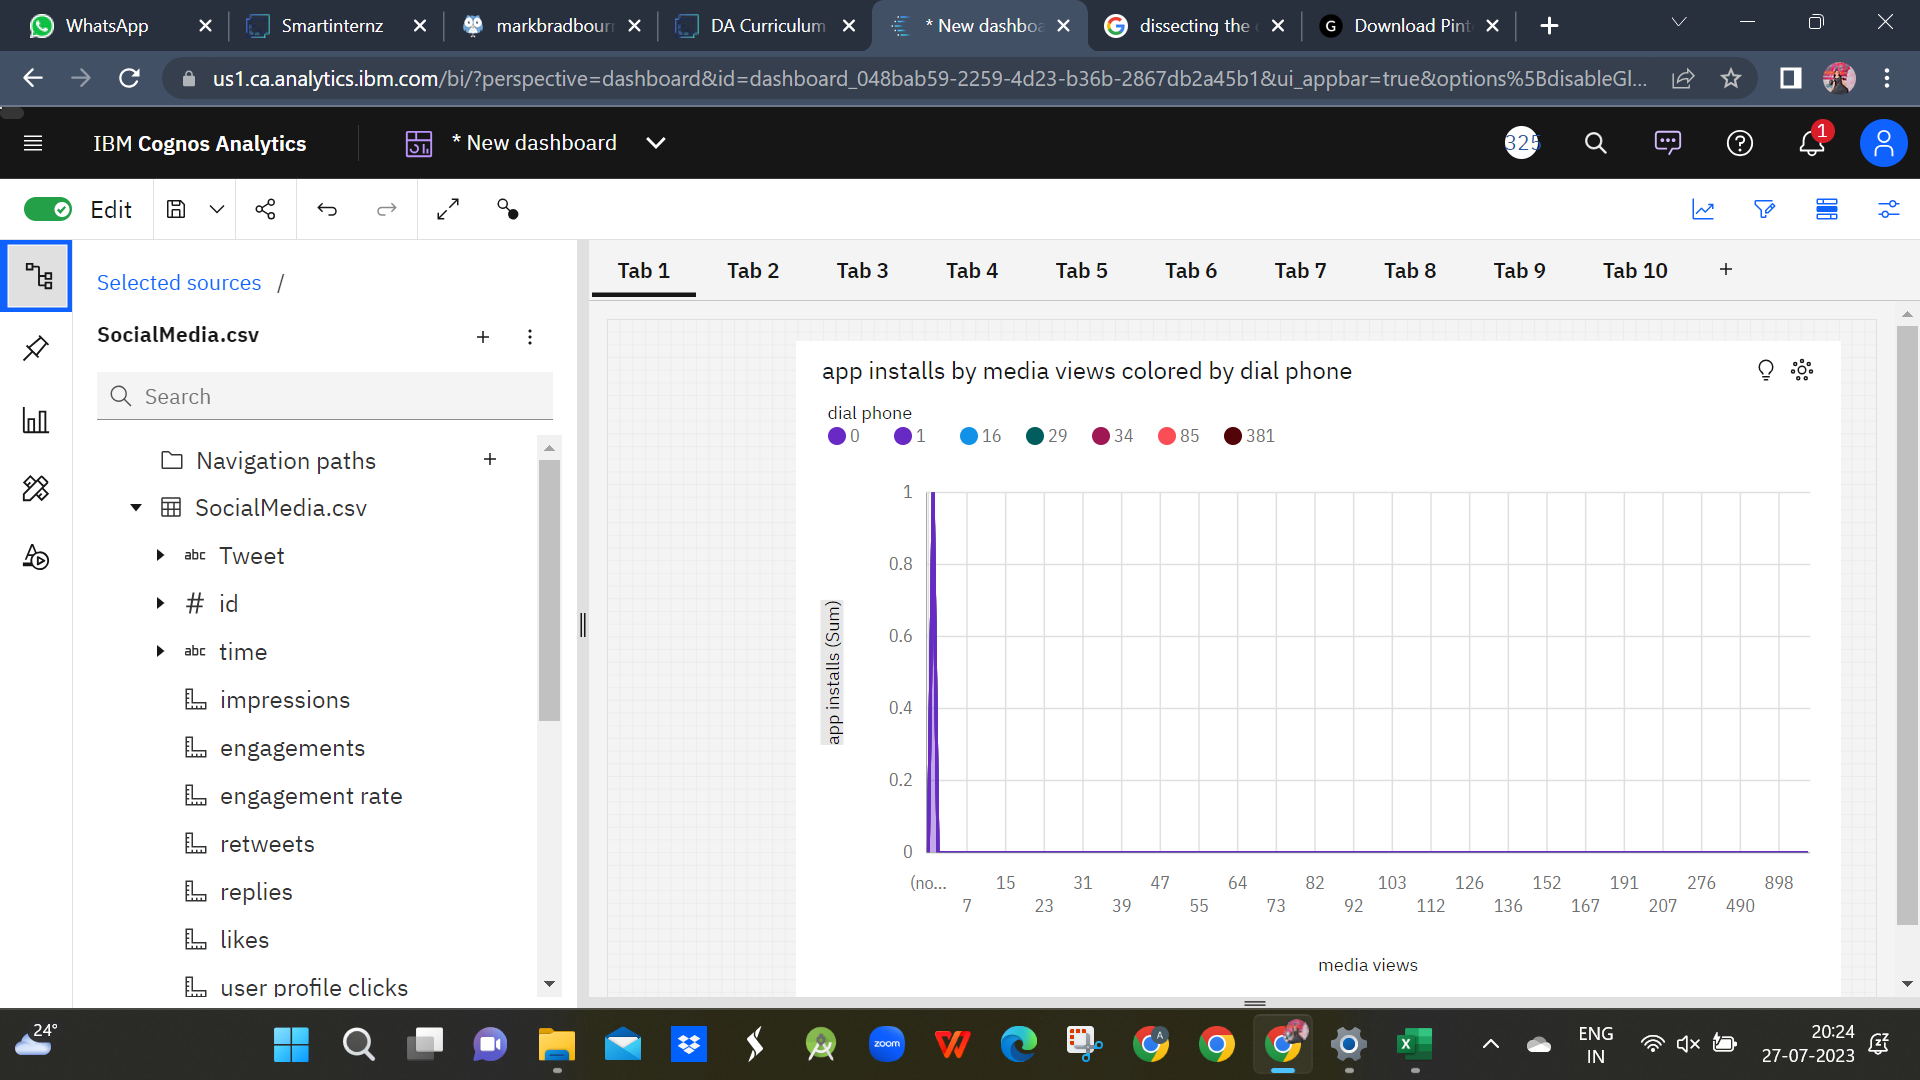 WhatsApp
Smartinternz
markbradbour
DA Curriculum
* New dashboa
dissecting the
G Download Pint
us1.ca.analytics.ibm.com/bi/?perspective=dashboard&id=dashboard_048bab59-2259-4d23-b36b-2867db2a45b1&ui_appbar=true&options%5BdisableGl...
IBM Cognos Analytics
* New dashboard
325
1
Edit
Selected sources /
Tab 1 Tab 2 Tab 3 Tab 4 Tab 5 Tab 6 Tab 7 Tab 8 Tab 9 Tab 10 +
SocialMedia.csv
Search
Navigation paths
SocialMedia.csv
abc Tweet
# id
abc time
impressions
engagements
engagement rate
retweets
replies
likes
user profile clicks
app installs by media views colored by dial phone
dial phone
0 1 16 29 34 85 381
1
0.8
0.6
0.4
0.2
0
app installs (Sum)
(no... 15 31 47 64 82 103 126 152 191 276 898
7 23 39 55 73 92 112 136 167 207 490
media views
24°
zoom
A
ENG
IN
20:24
27-07-2023